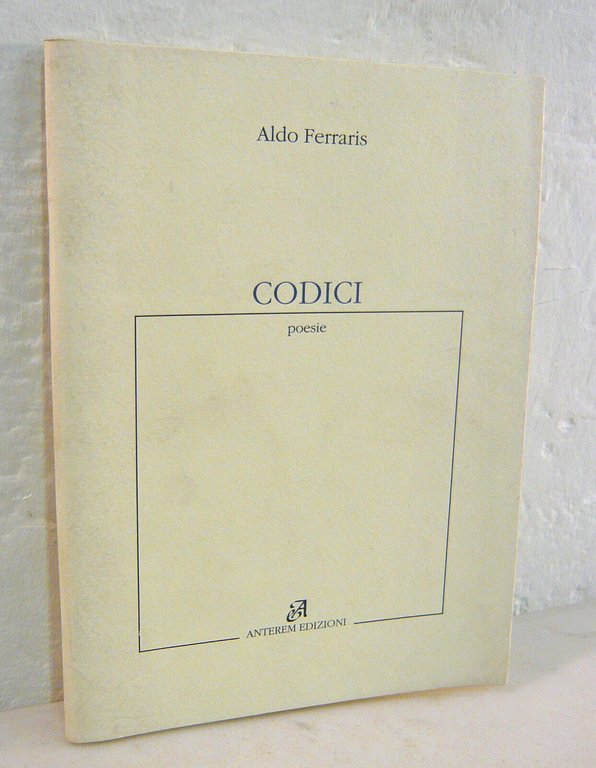 Aldo Ferraris
CODICI
poesie
ANTEREM EDIZIONI